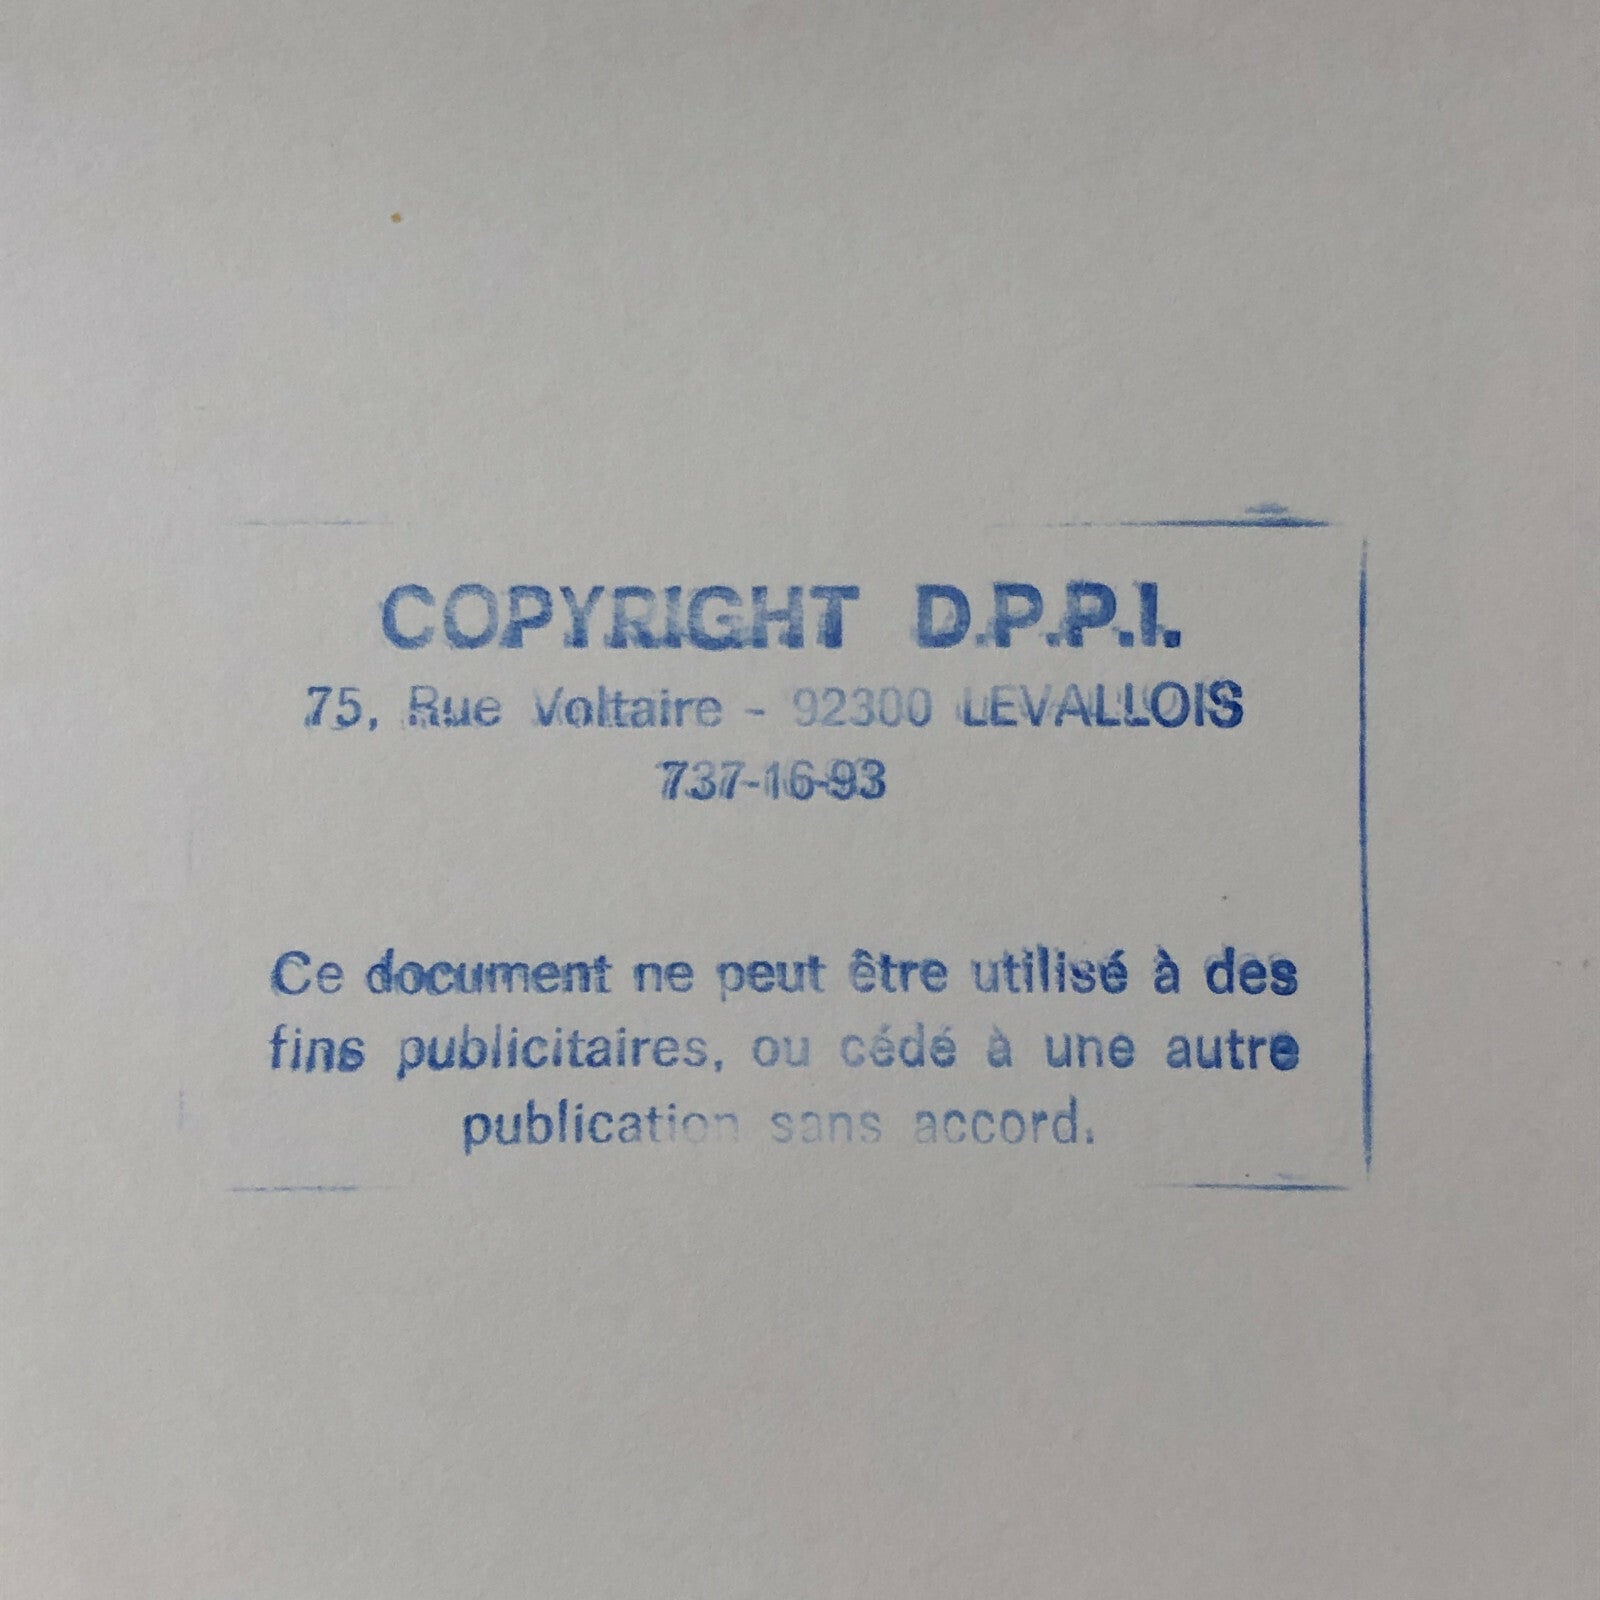 COPYRIGHT D.P.P.I.
75, Rue Voltaire - 92300 LEVALLOIS
737-16-93
Ce document ne peut être utilisé à des
fins publicitaires, ou cédé à une autre
publication sans accord.